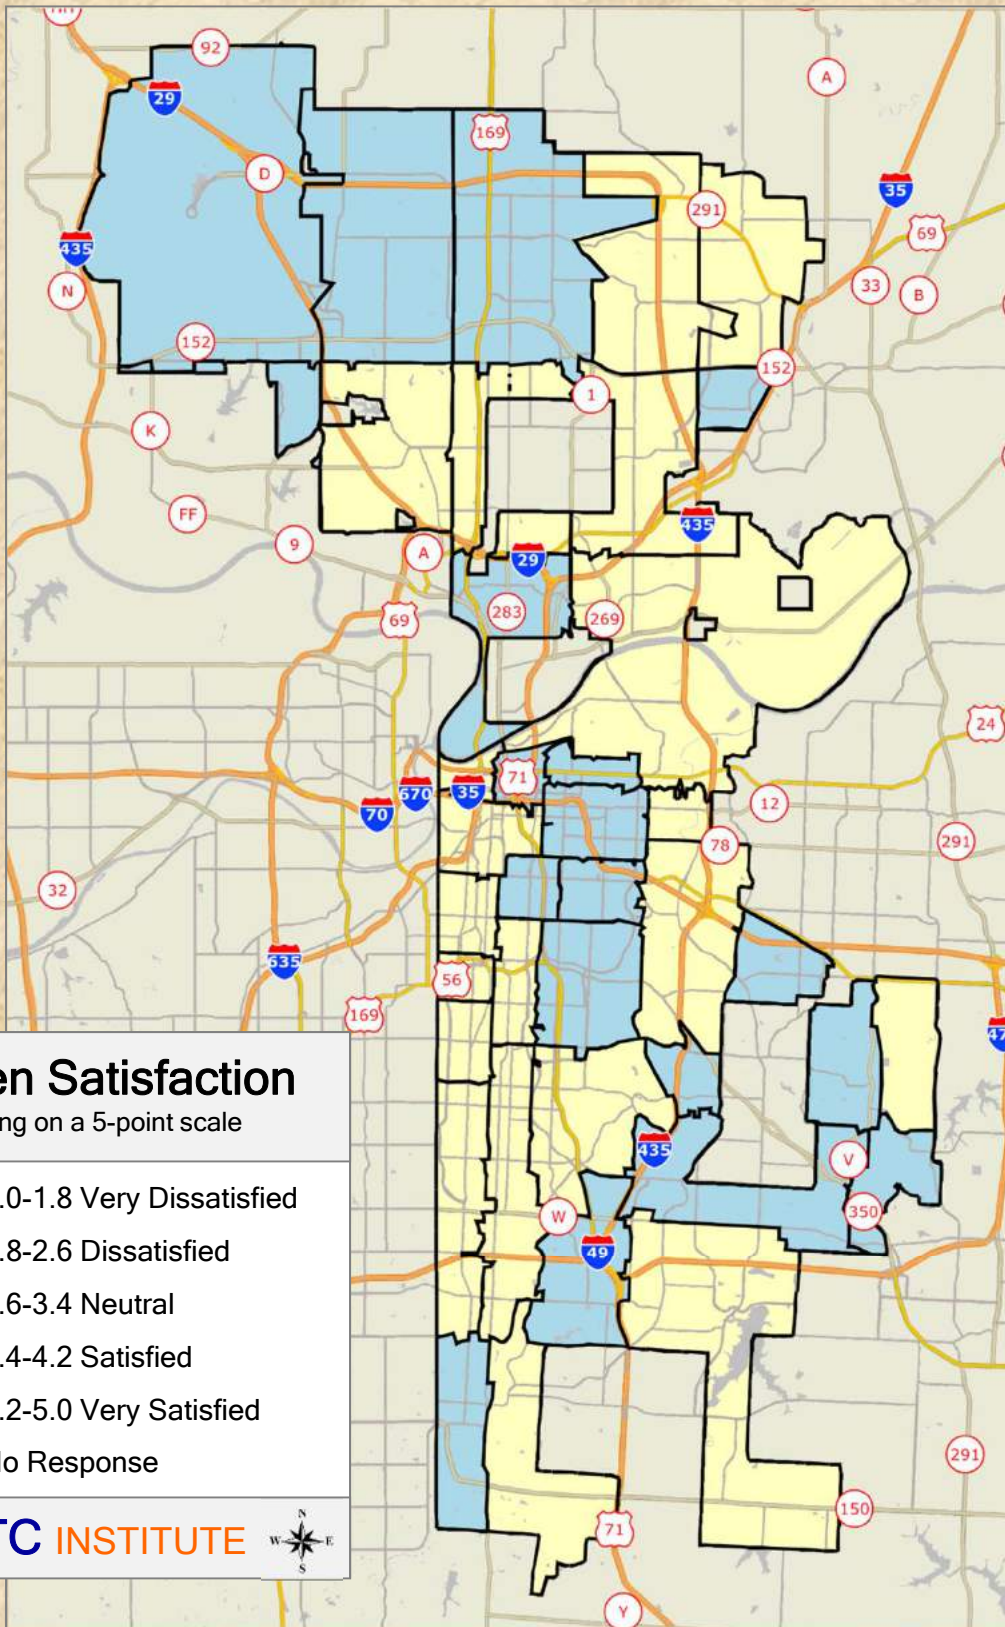 92
A
29
169
D
35
291
69
435
N
33
B
152
152
1
K
FF
435
9
A
29
283
269
69
24
71
670
35
70
12
78
291
32
635
56
169
47
en Satisfaction
ng on a 5-point scale
435
V
.0-1.8 Very Dissatisfied
350
W
.8-2.6 Dissatisfied
49
.6-3.4 Neutral
.4-4.2 Satisfied
.2-5.0 Very Satisfied
o Response
291
150
TC INSTITUTE
N
W E
S
71
Y